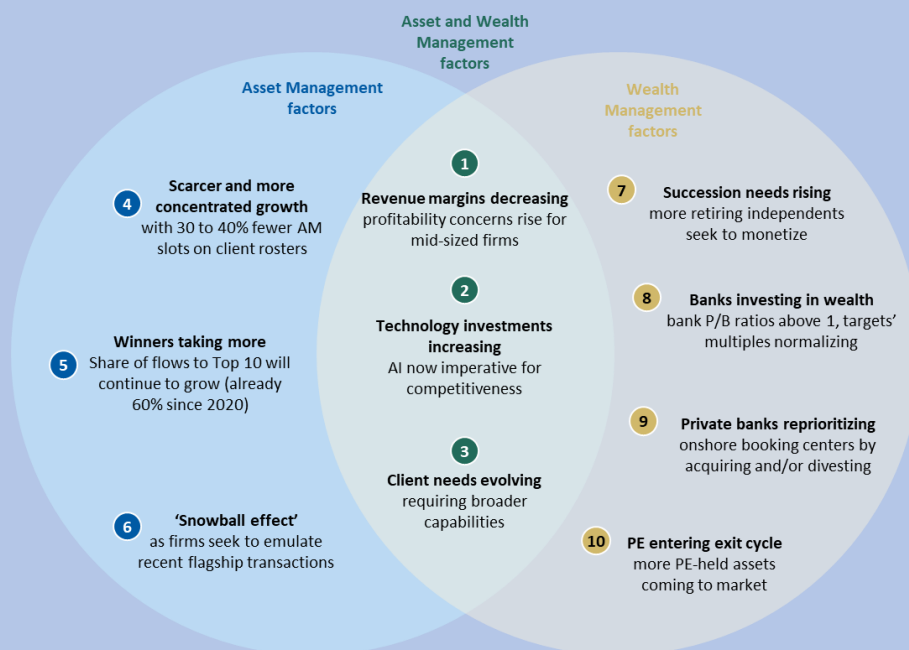 Asset and Wealth
Management
factors
Asset Management
factors
Wealth
Management
factors
1
Revenue margins decreasing
profitability concerns rise for
mid-sized firms
2
Technology investments
increasing
AI now imperative for
competitiveness
3
Client needs evolving
requiring broader
capabilities
4
Scarcer and more
concentrated growth
with 30 to 40% fewer AM
slots on client rosters
5
Winners taking more
Share of flows to Top 10 will
continue to grow (already
60% since 2020)
6
‘Snowball effect’
as firms seek to emulate
recent flagship transactions
7
Succession needs rising
more retiring independents
seek to monetize
8
Banks investing in wealth
bank P/B ratios above 1, targets’
multiples normalizing
9
Private banks reprioritizing
onshore booking centers by
acquiring and/or divesting
10
PE entering exit cycle
more PE-held assets
coming to market